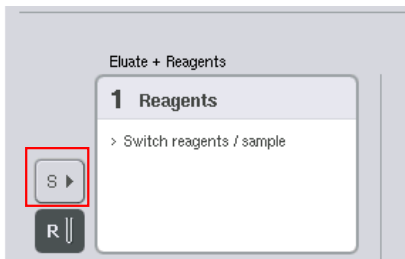 Eluate + Reagents
1 Reagents
> Switch reagents / sample
S
R